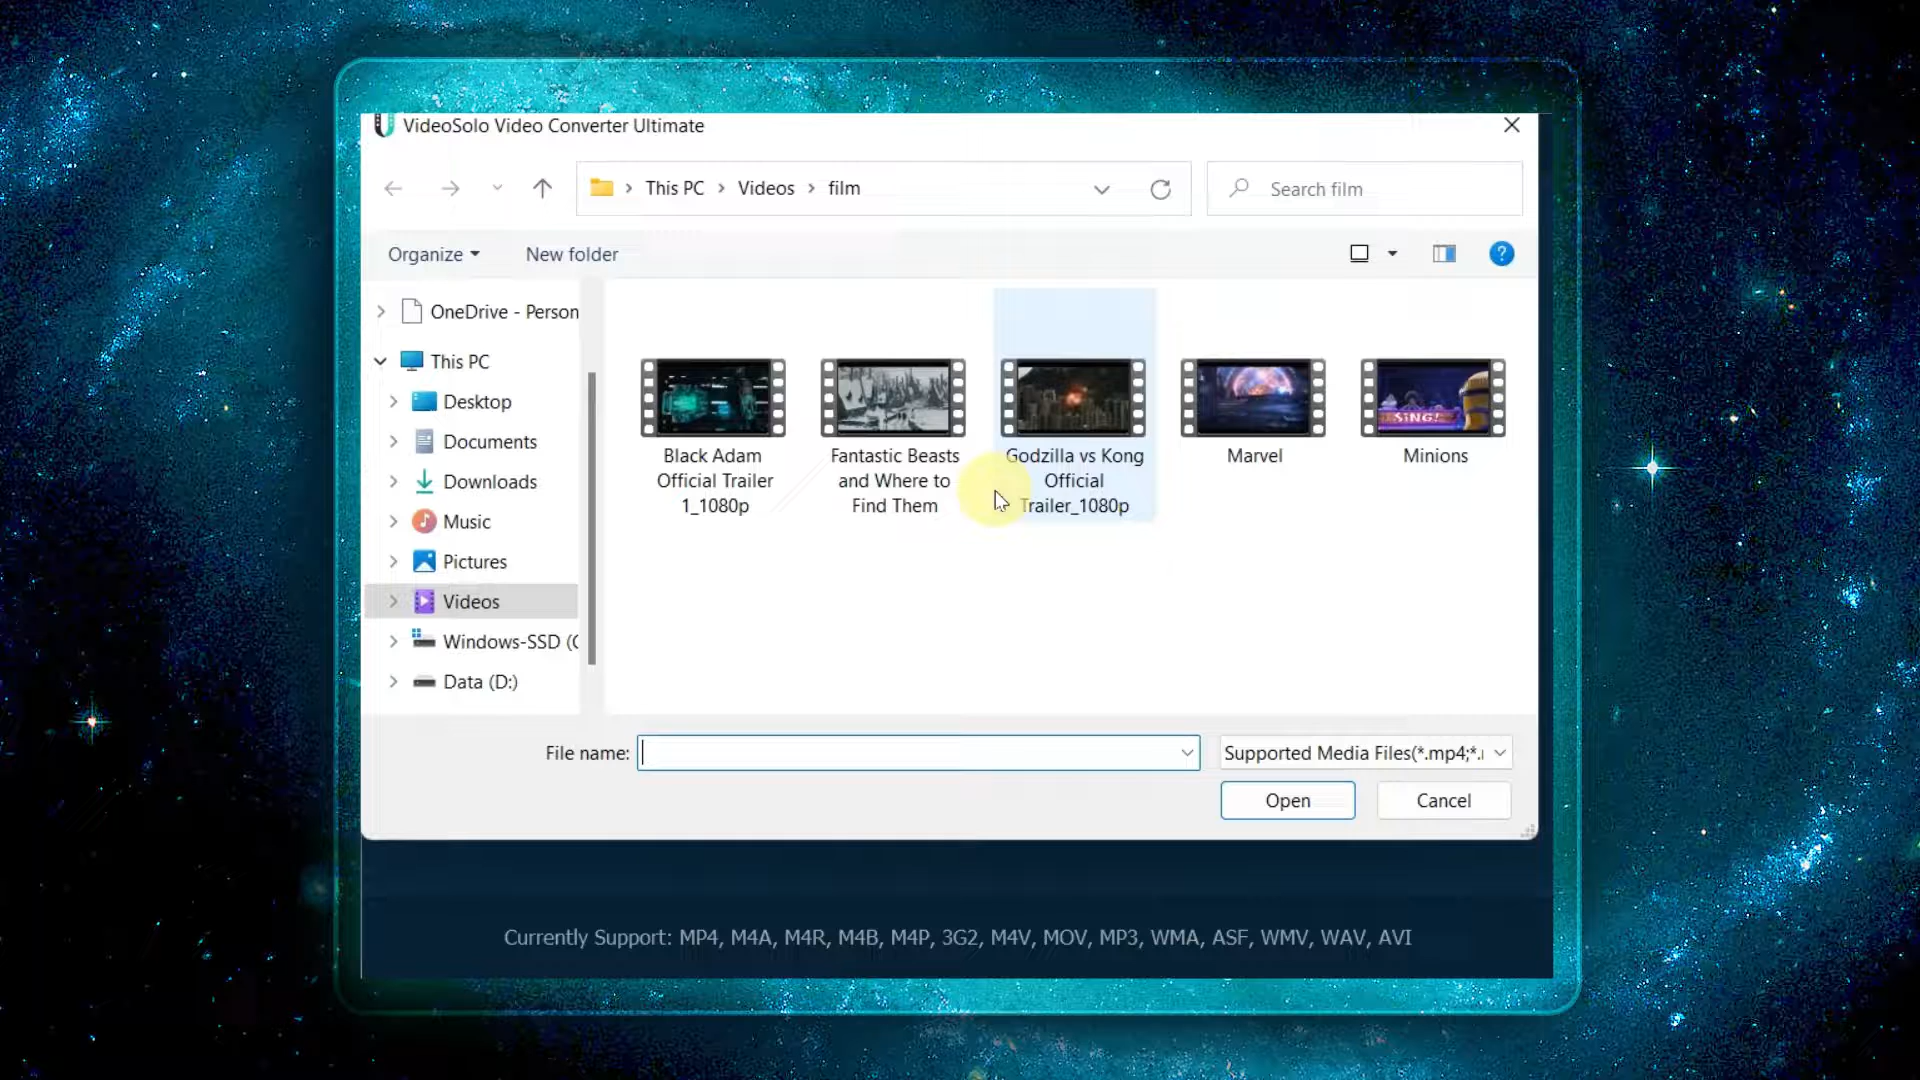 VideoSolo Video Converter Ultimate
This PC
Videos
film
Search film
Organize
New folder
?
OneDrive - Person
This PC
Desktop
Documents
Downloads
Music
Pictures
Videos
Windows-SSD (C
Data (D:)
Black Adam
Official Trailer
1_1080p
Fantastic Beasts
and Where to
Find Them
Godzilla vs Kong
Official
Trailer_1080p
SiNG!
Marvel
Minions
File name:
Supported Media Files(*.mp4;*.
Open
Cancel
Currently Support: MP4, M4A, M4R, M4B, M4P, 3G2, M4V, MOV, MP3, WMA, ASF, WMV, WAV, AVI